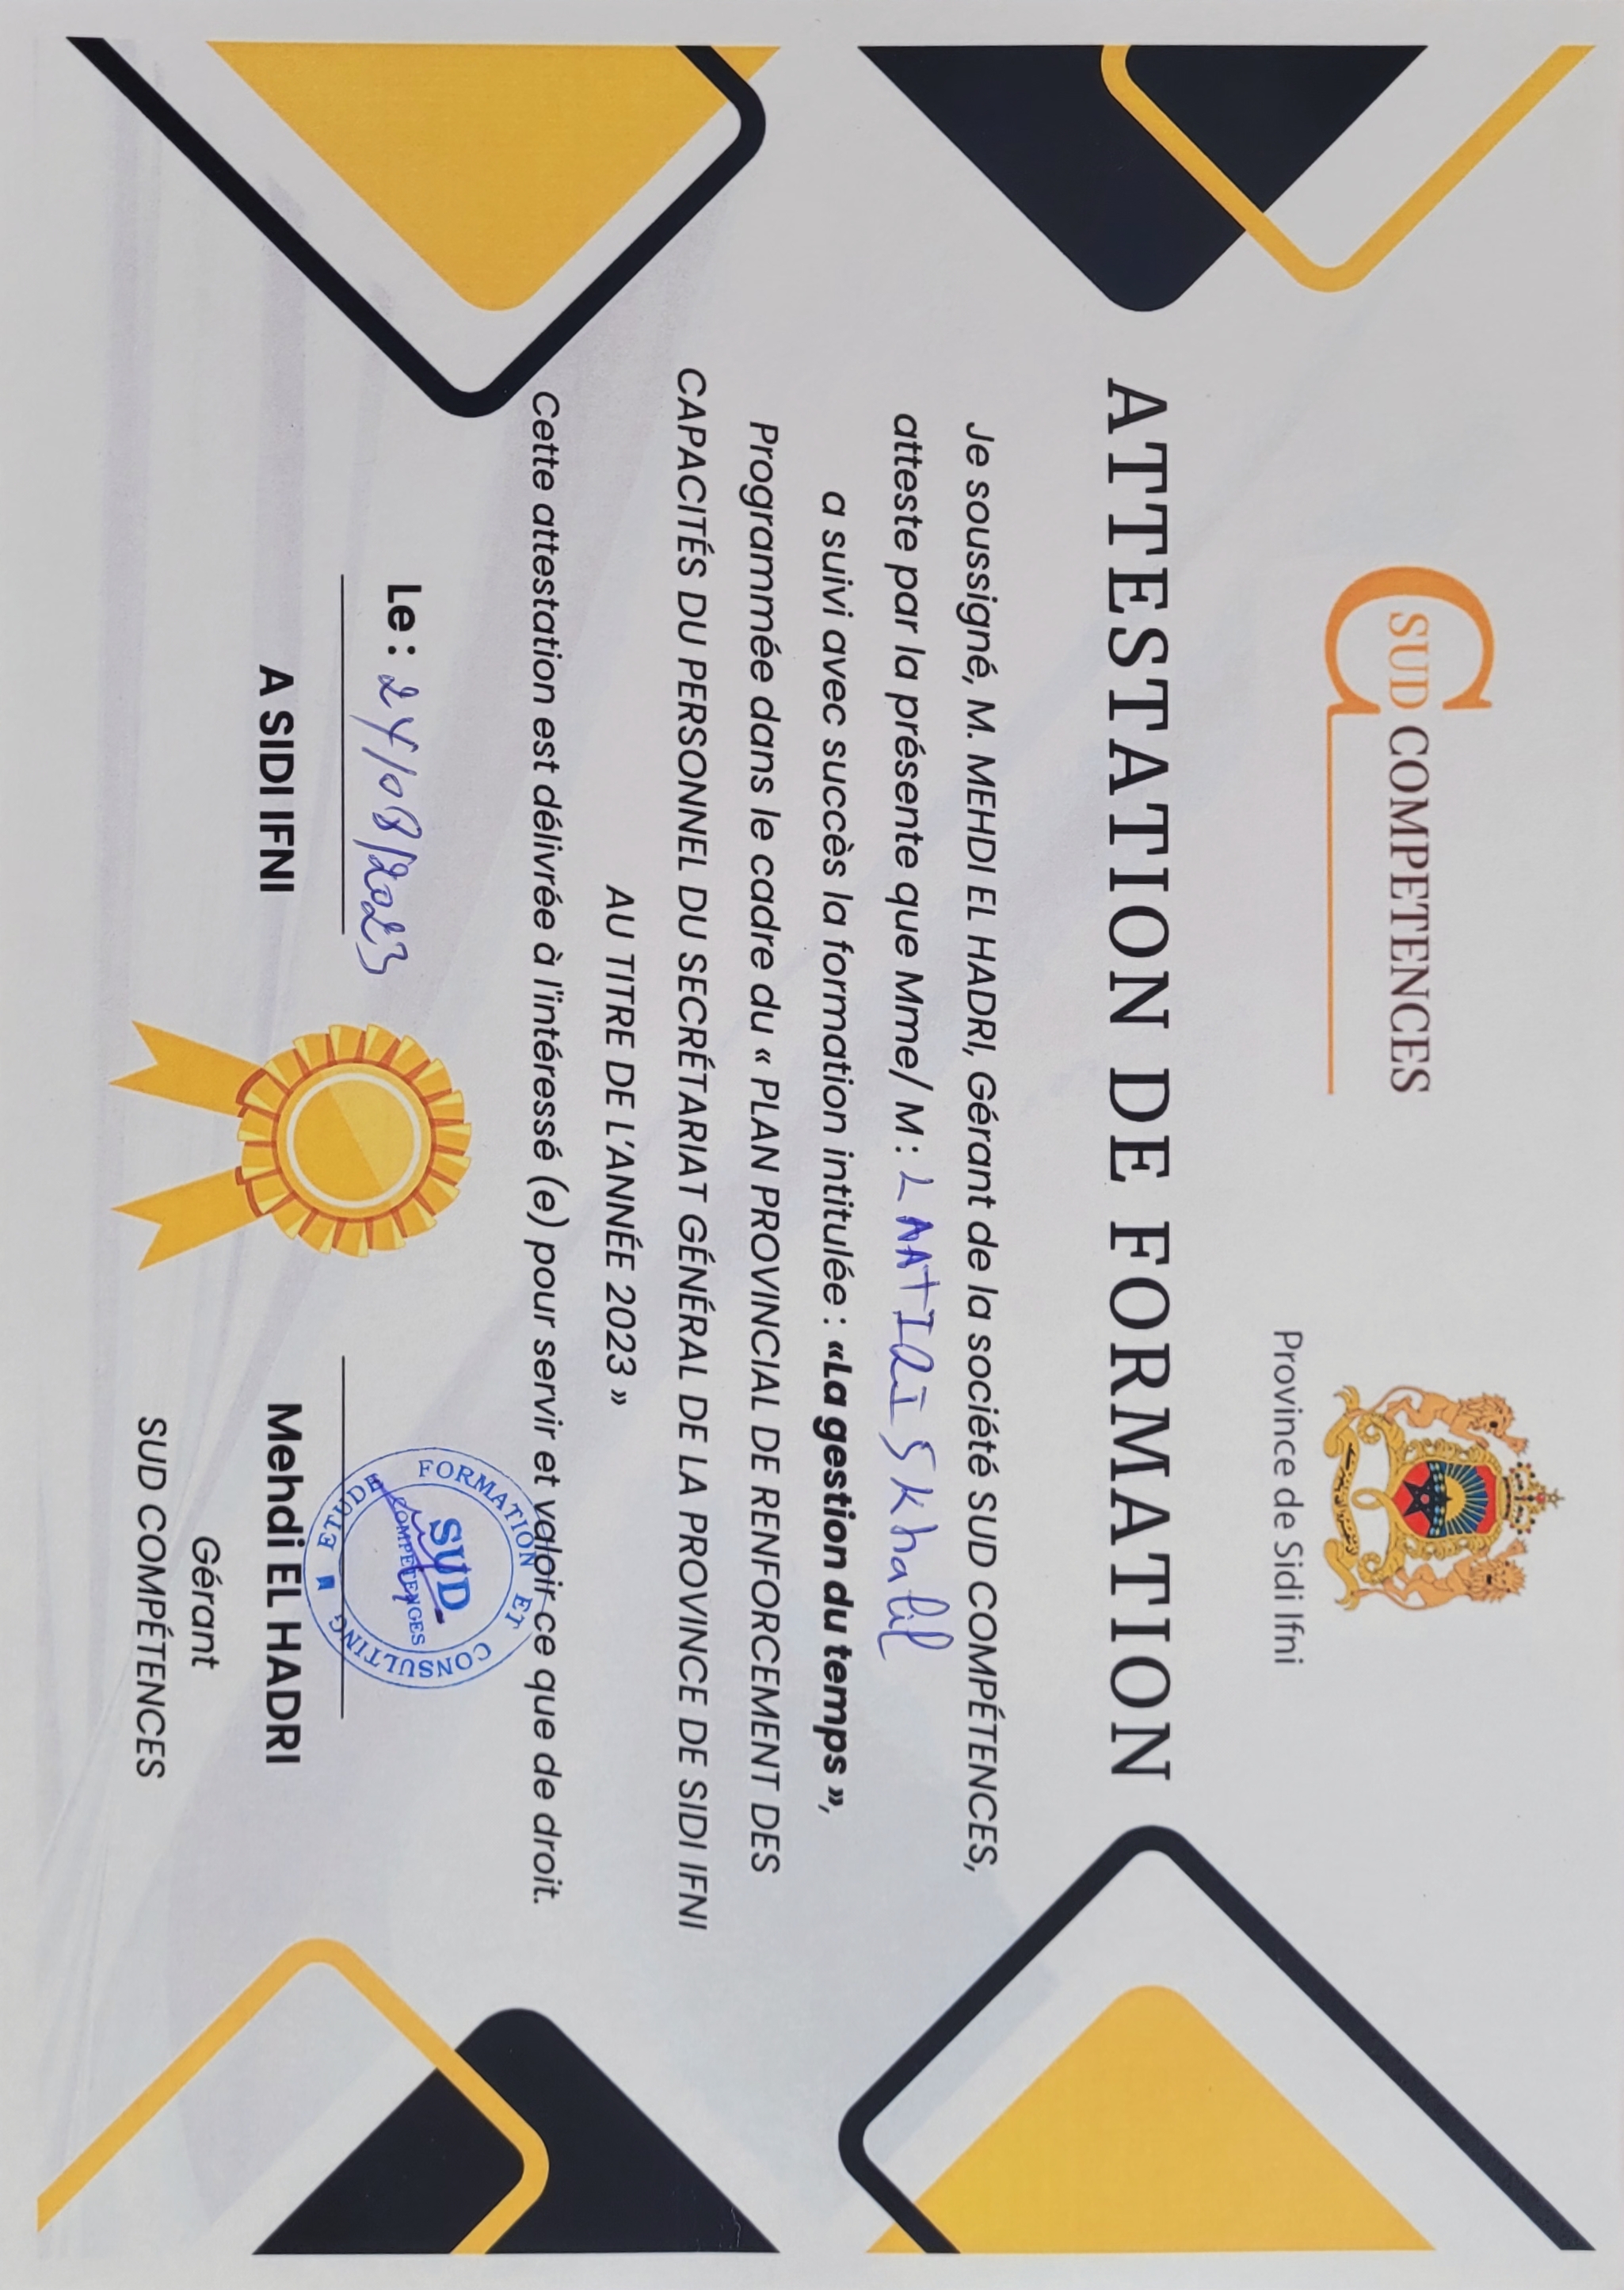 SUD COMPETENCES
Province de Sidi Ifni
ATTESTATION DE FORMATION
Je soussigné, M. MEHDI EL HADRI, Gérant de la société SUD COMPÉTENCES,
atteste par la présente que Mme/ M : LAATIRIS Khalil
a suivi avec succès la formation intitulée : «La gestion du temps »,
Programmée dans le cadre du « PLAN PROVINCIAL DE RENFORCEMENT DES
CAPACITÉS DU PERSONNEL DU SECRÉTARIAT GÉNÉRAL DE LA PROVINCE DE SIDI IFNI
AU TITRE DE L'ANNÉE 2023 »
Cette attestation est délivrée à l'intéressé (e) pour servir et valoir ce que de droit.
ETUDE FORMATION ET CONSULTING
SUD
COMPETENCES
Le : 24/08/2023
A SIDI IFNI
Mehdi EL HADRI
Gérant
SUD COMPÉTENCES